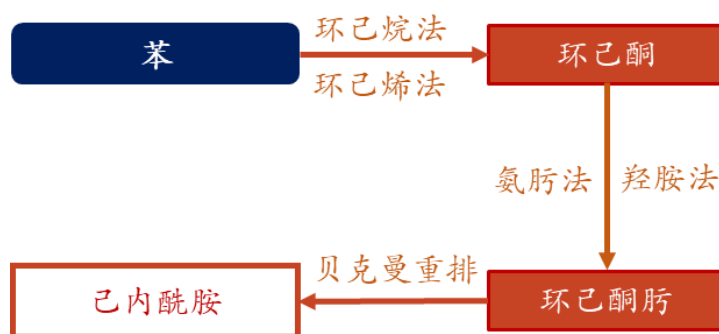 苯
环己烷法
环己烯法
环己酮
氨肟法
羟胺法
环己酮肟
贝克曼重排
己内酰胺